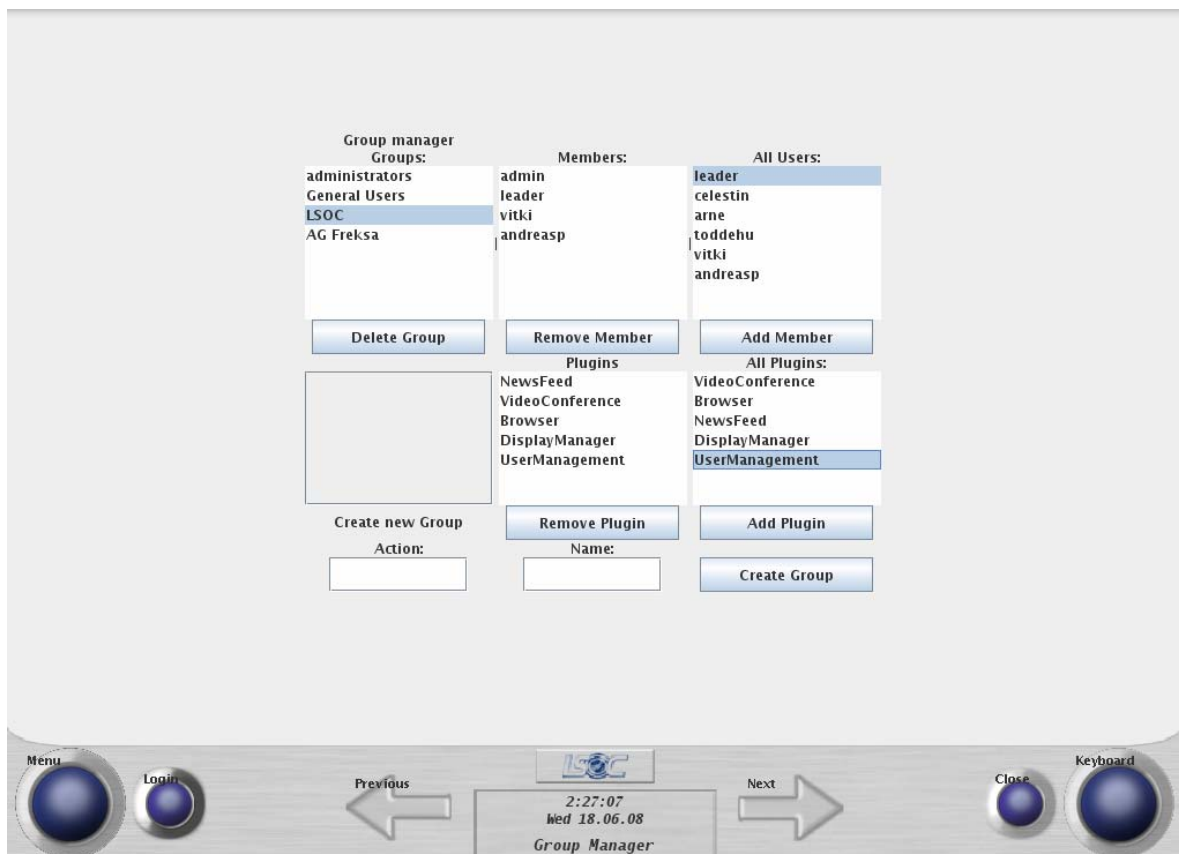 Group manager
Groups:
Members:
All Users:
administrators
General Users
LSOC
AG Freksa
admin
leader
vitki
andreasp
leader
celestin
arne
toddehu
vitki
andreasp
Delete Group
Remove Member
Add Member
Plugins
All Plugins:
NewsFeed
VideoConference
Browser
DisplayManager
UserManagement
VideoConference
Browser
NewsFeed
DisplayManager
UserManagement
Create new Group
Remove Plugin
Add Plugin
Action:
Name:
Create Group
Menu
Login
Previous
LSOC
2:27:07
Wed 18.06.08
Group Manager
Next
Close
Keyboard